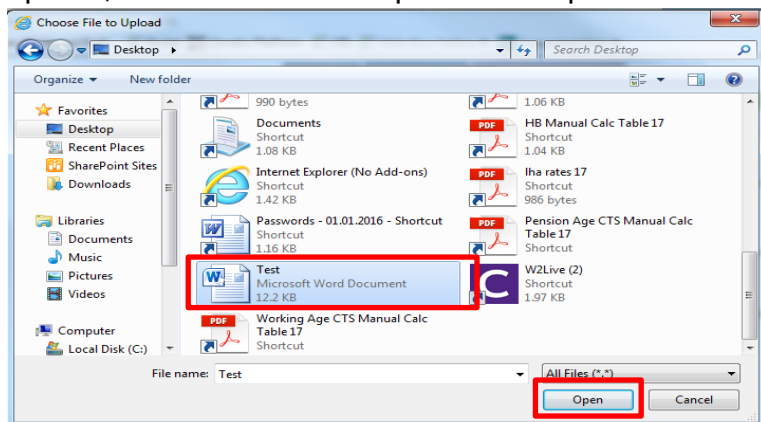 Choose File to Upload
Desktop
Search Desktop
Organize
New folder
Favorites
Desktop
Recent Places
SharePoint Sites
Downloads
Libraries
Documents
Music
Pictures
Videos
Computer
Local Disk (C:)
990 bytes
Documents
Shortcut
1.08 KB
Internet Explorer (No Add-ons)
Shortcut
1.42 KB
Passwords - 01.01.2016 - Shortcut
Shortcut
1.16 KB
Test
Microsoft Word Document
12.2 KB
PDF
Working Age CTS Manual Calc
Table 17
Shortcut
1.06 KB
PDF
HB Manual Calc Table 17
Shortcut
1.04 KB
PDF
lha rates 17
Shortcut
986 bytes
PDF
Pension Age CTS Manual Calc
Table 17
Shortcut
W2Live (2)
Shortcut
1.97 KB
File name: Test
All Files (*.*)
Open
Cancel